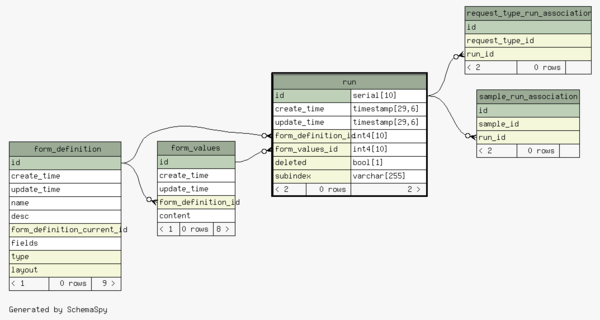 request_type_run_association
id
request_type_id
run_id
< 2 0 rows
sample_run_association
id
sample_id
run_id
< 2 0 rows
run
id serial[10]
create_time timestamp[29,6]
update_time timestamp[29,6]
form_definition_id int4[10]
form_values_id int4[10]
deleted bool[1]
subindex varchar[255]
< 2 0 rows 2 >
form_definition
id
create_time
update_time
name
desc
form_definition_current_id
fields
type
layout
< 1 0 rows 9 >
form_values
id
create_time
update_time
form_definition_id
content
< 1 0 rows 8 >
Generated by SchemaSpy